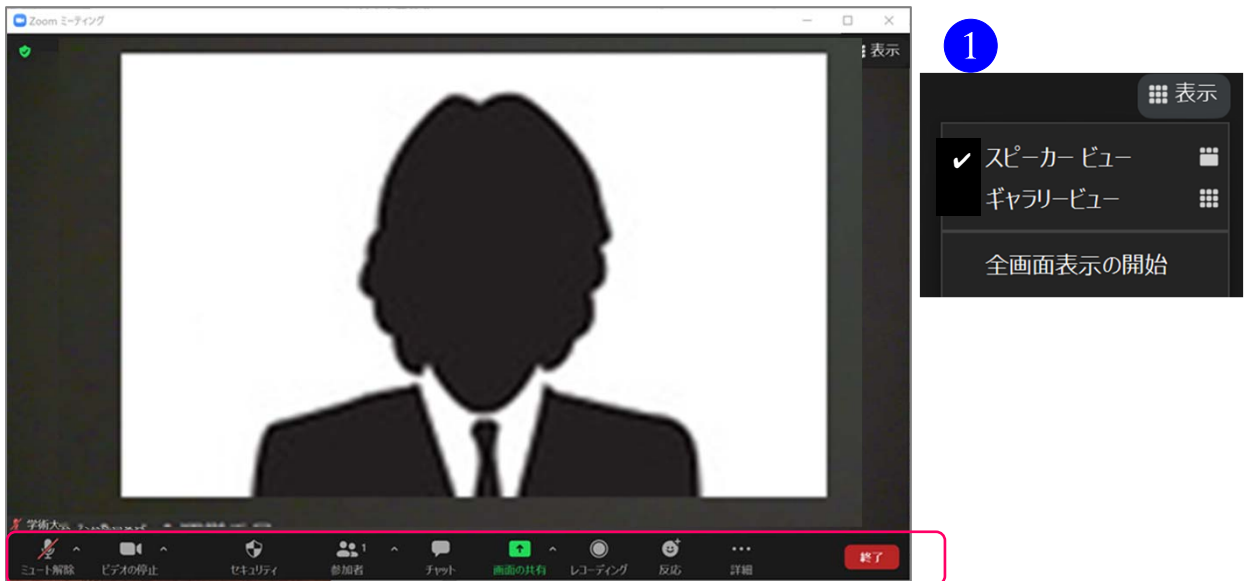 Zoom ミーティング
表示
1
表示
✔ スピーカー ビュー
ギャラリービュー
全画面表示の開始
学術大会
ミュート解除 ビデオの停止 セキュリティ 参加者 1 チャット 画面の共有 レコーディング 反応 詳細 終了